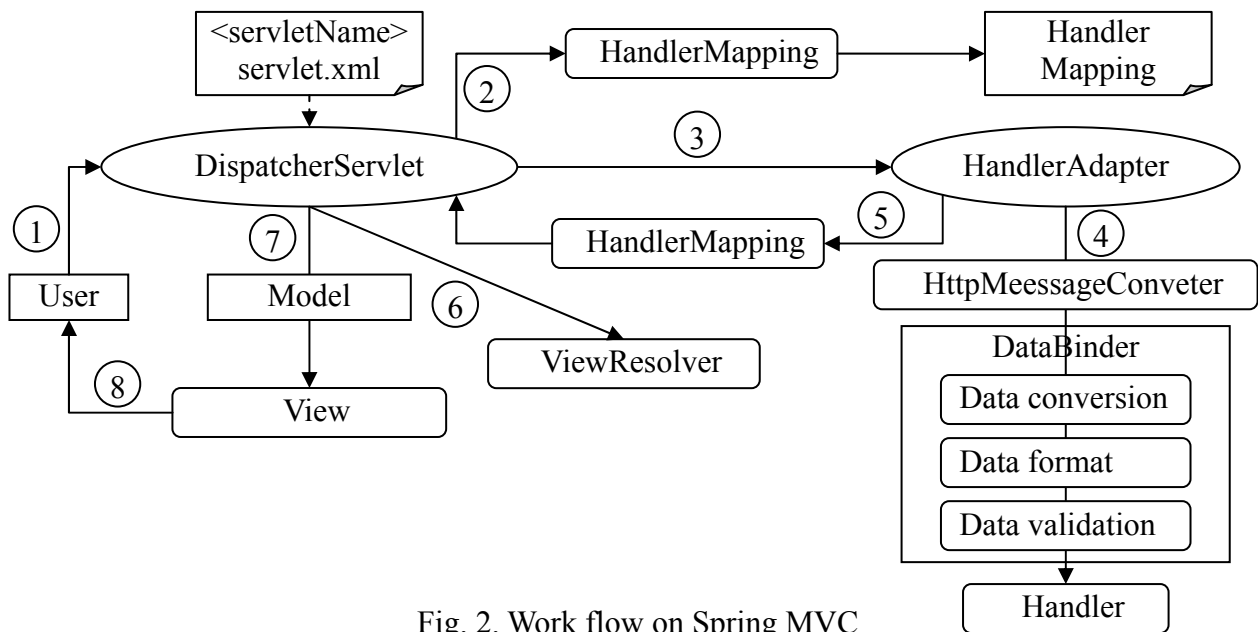 <servletName>
servlet.xml
HandlerMapping
Handler
Mapping
2
3
DispatcherServlet
HandlerAdapter
1
7
HandlerMapping
5
4
User
Model
6
HttpMeessageConveter
8
View
ViewResolver
DataBinder
Data conversion
Data format
Data validation
Handler
Fig. 2. Work flow on Spring MVC